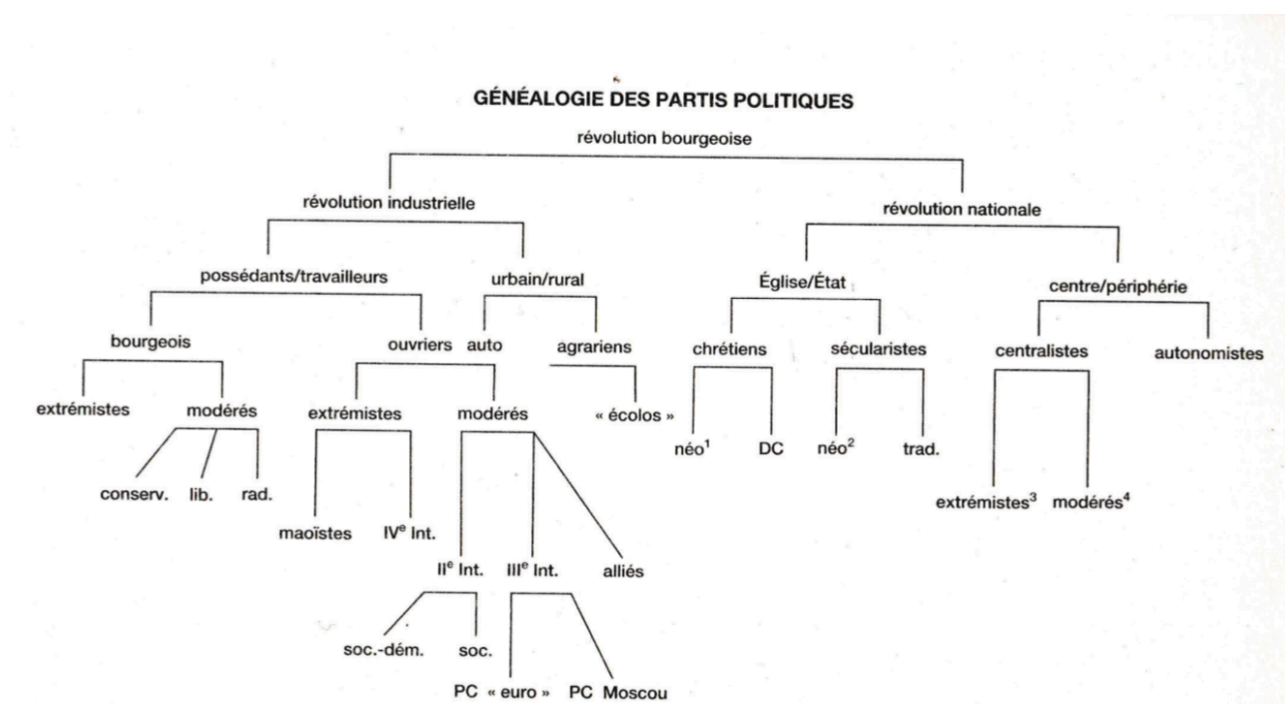 GÉNÉALOGIE DES PARTIS POLITIQUES
révolution bourgeoise
révolution industrielle
révolution nationale
possédants/travailleurs
urbain/rural
Église/État
centre/périphérie
bourgeois
ouvriers
auto
agrariens
chrétiens
sécularistes
centralistes
autonomistes
extrémistes
modérés
extrémistes
modérés
« écolos »
néo¹
DC
néo²
trad.
conserv.
lib.
rad.
maoïstes
IVᵉ Int.
extrémistes³
modérés⁴
IIᵉ Int.
IIIᵉ Int.
alliés
soc.-dém.
soc.
PC « euro »
PC Moscou